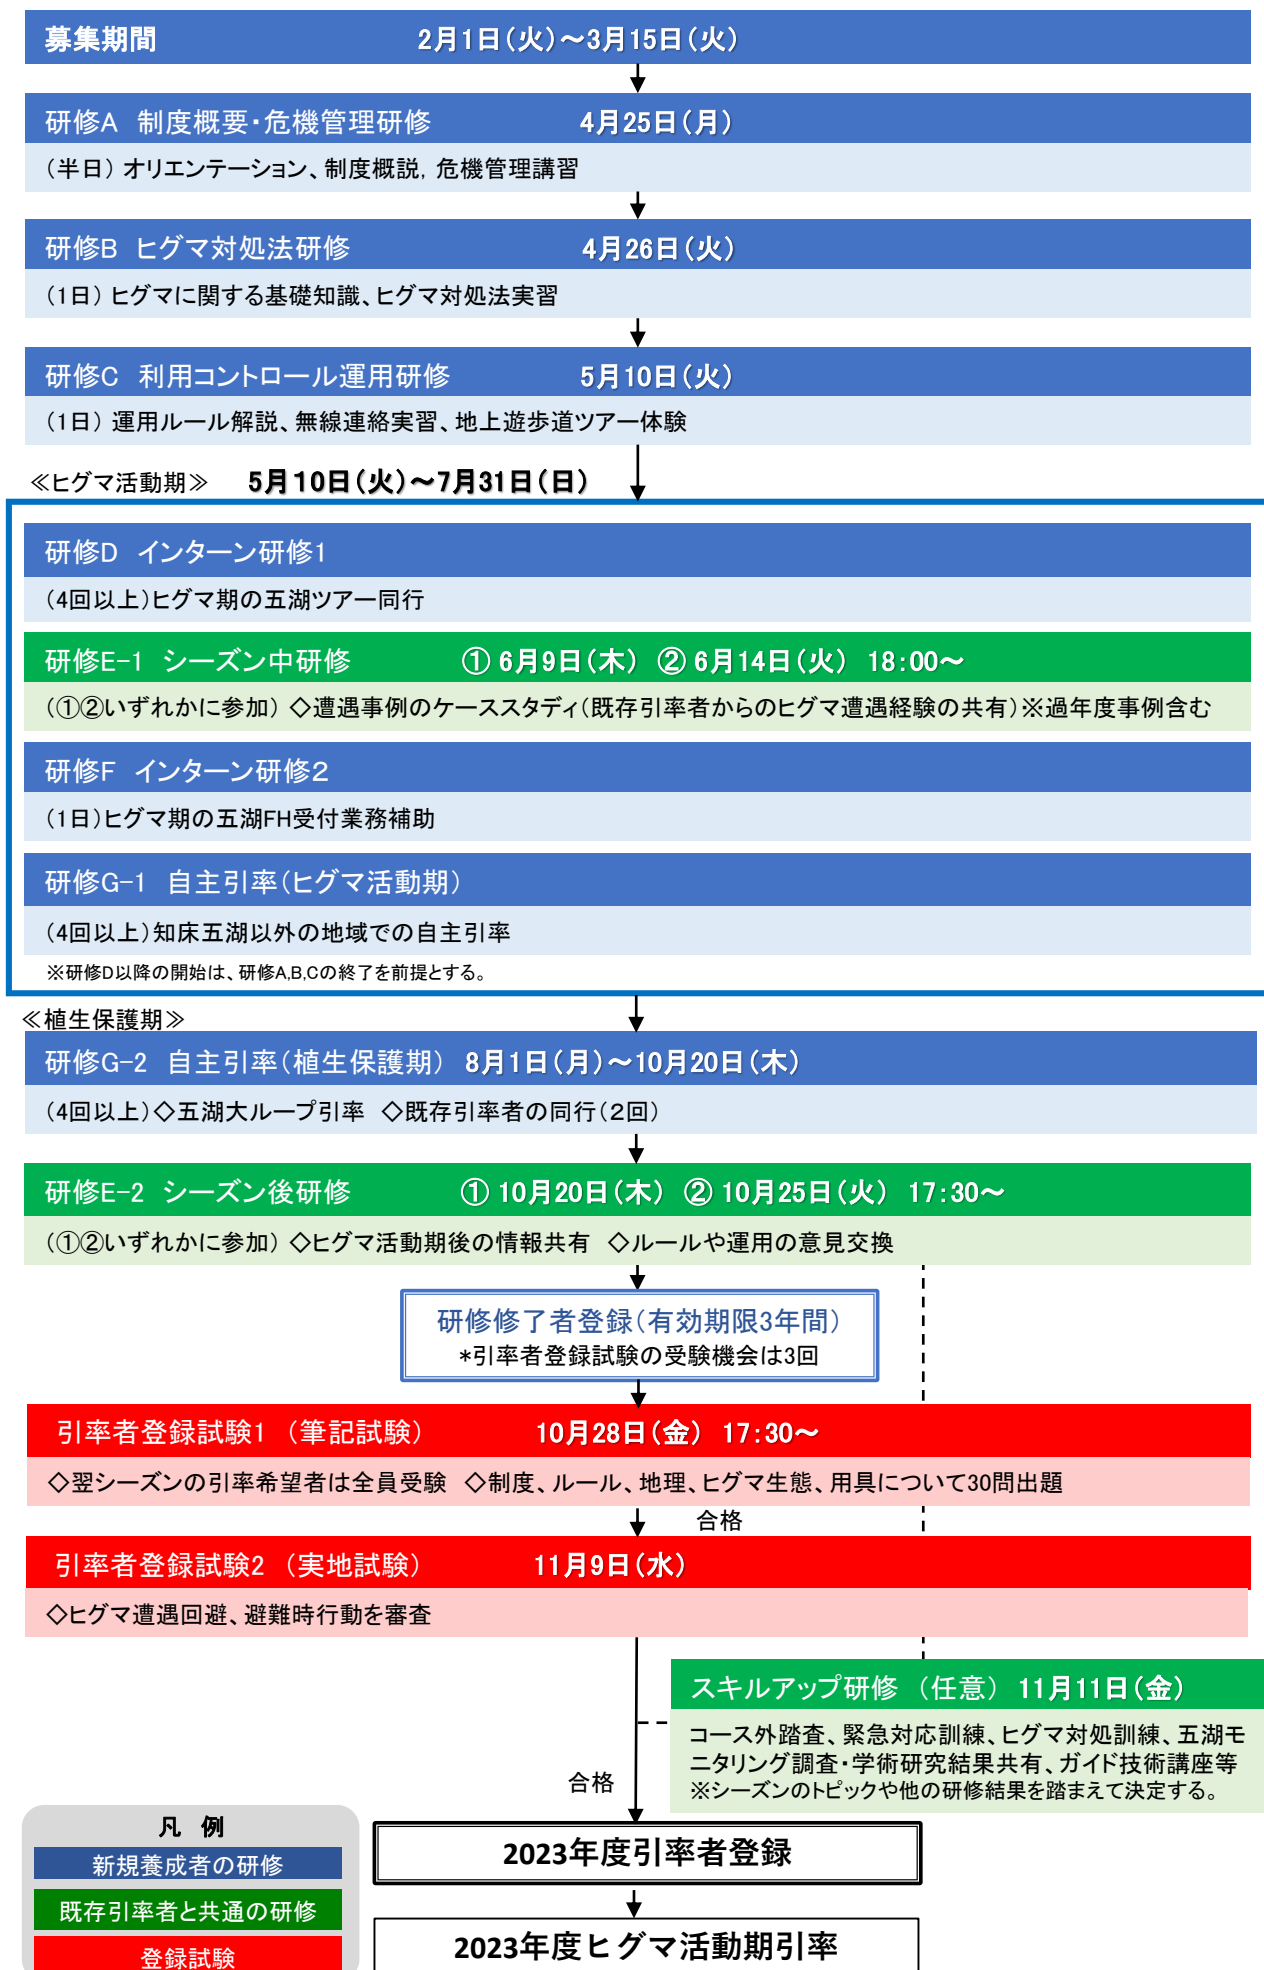 募集期間 2月1日(火)～3月15日(火)
研修A 制度概要・危機管理研修 4月25日(月)
(半日) オリエンテーション、制度概説, 危機管理講習
研修B ヒグマ対処法研修 4月26日(火)
(1日) ヒグマに関する基礎知識、ヒグマ対処法実習
研修C 利用コントロール運用研修 5月10日(火)
(1日) 運用ルール解説、無線連絡実習、地上遊歩道ツアー体験
≪ヒグマ活動期≫ 5月10日(火)～7月31日(日)
研修D インターン研修1
(4回以上)ヒグマ期の五湖ツアー同行
研修E-1 シーズン中研修 ① 6月9日(木) ② 6月14日(火) 18:00～
(①②いずれかに参加) ◇遭遇事例のケーススタディ(既存引率者からのヒグマ遭遇経験の共有)※過年度事例含む
研修F インターン研修2
(1日)ヒグマ期の五湖FH受付業務補助
研修G-1 自主引率(ヒグマ活動期)
(4回以上)知床五湖以外の地域での自主引率
※研修D以降の開始は、研修A,B,Cの終了を前提とする。
≪植生保護期≫
研修G-2 自主引率(植生保護期) 8月1日(月)～10月20日(木)
(4回以上)◇五湖大ループ引率 ◇既存引率者の同行(2回)
研修E-2 シーズン後研修 ① 10月20日(木) ② 10月25日(火) 17:30～
(①②いずれかに参加) ◇ヒグマ活動期後の情報共有 ◇ルールや運用の意見交換
研修修了者登録(有効期限3年間)
*引率者登録試験の受験機会は3回
引率者登録試験1 (筆記試験) 10月28日(金) 17:30～
◇翌シーズンの引率希望者は全員受験 ◇制度、ルール、地理、ヒグマ生態、用具について30問出題
合格
引率者登録試験2 (実地試験) 11月9日(水)
◇ヒグマ遭遇回避、避難時行動を審査
スキルアップ研修 (任意) 11月11日(金)
コース外踏査、緊急対応訓練、ヒグマ対処訓練、五湖モ
ニタリング調査・学術研究結果共有、ガイド技術講座等
※シーズンのトピックや他の研修結果を踏まえて決定する。
合格
凡 例
新規養成者の研修
既存引率者と共通の研修
登録試験
2023年度引率者登録
2023年度ヒグマ活動期引率